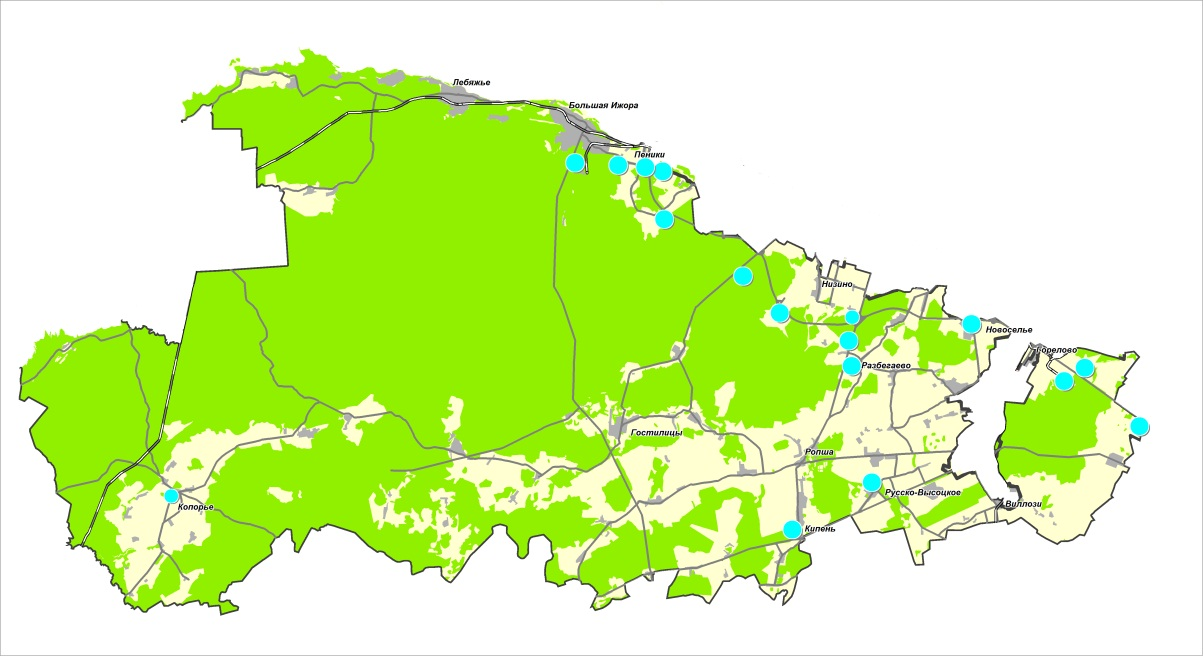 Лебяжье
Большая Ижора
Пеники
Низино
Новоселье
Горелово
Разбегаево
Гостилицы
Ропша
Русско-Высоцкое
Виллози
Копорье
Кипень